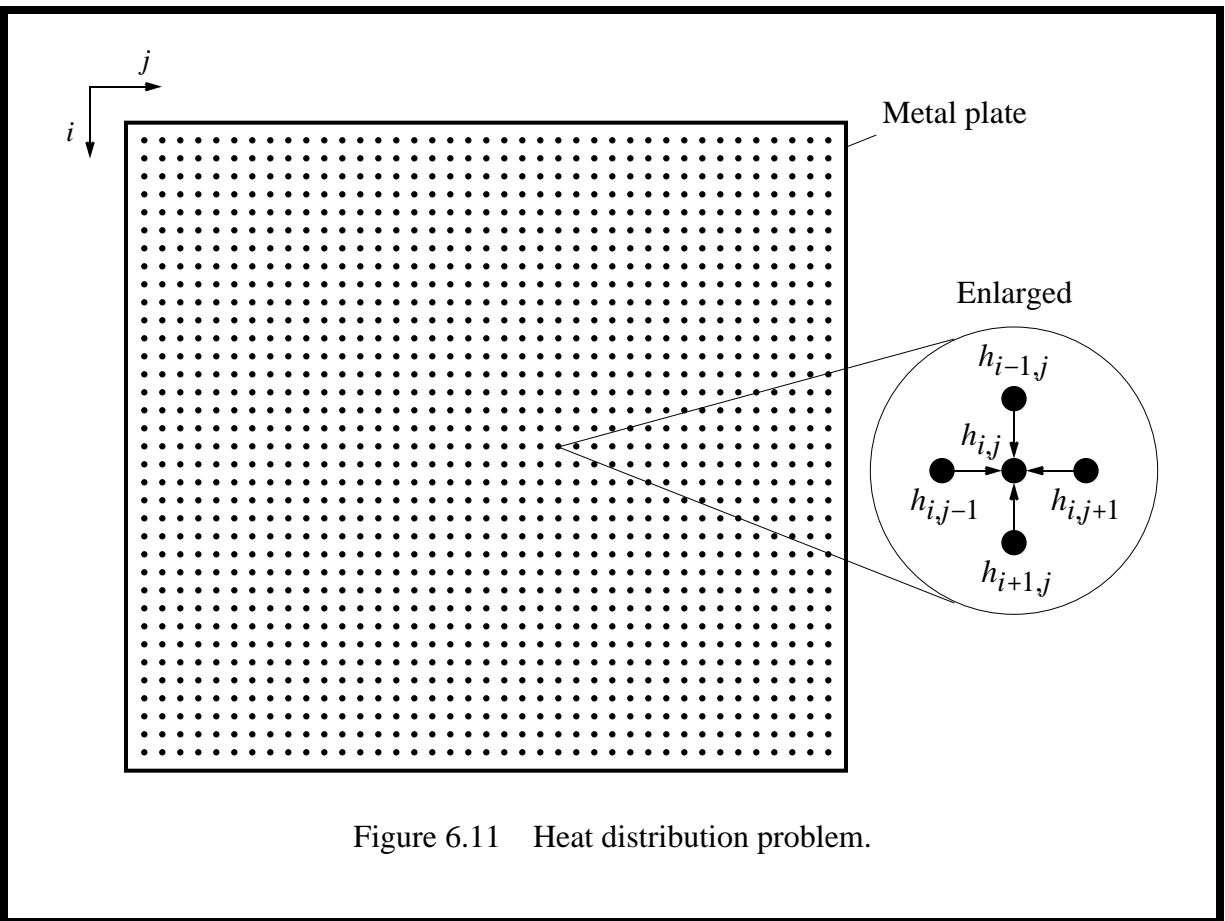 j
i
Metal plate
Enlarged
h_{i−1,j}
h_{i,j}
h_{i,j−1}
h_{i,j+1}
h_{i+1,j}
Figure 6.11 Heat distribution problem.